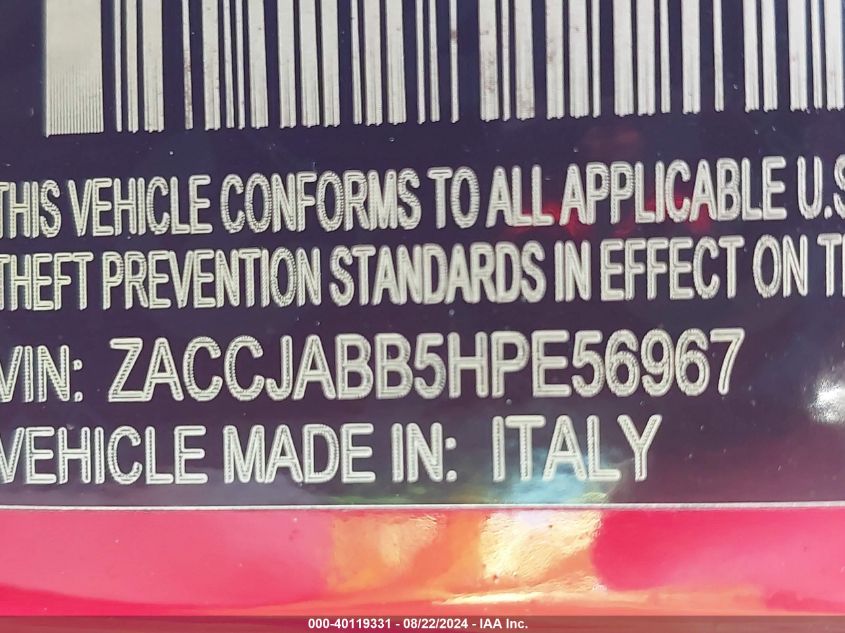 THIS VEHICLE CONFORMS TO ALL APPLICABLE U.S
THEFT PREVENTION STANDARDS IN EFFECT ON
VIN: ZACCJABB5HPE56967
VEHICLE MADE IN: ITALY
000-40119331 - 08/22/2024 - IAA Inc.